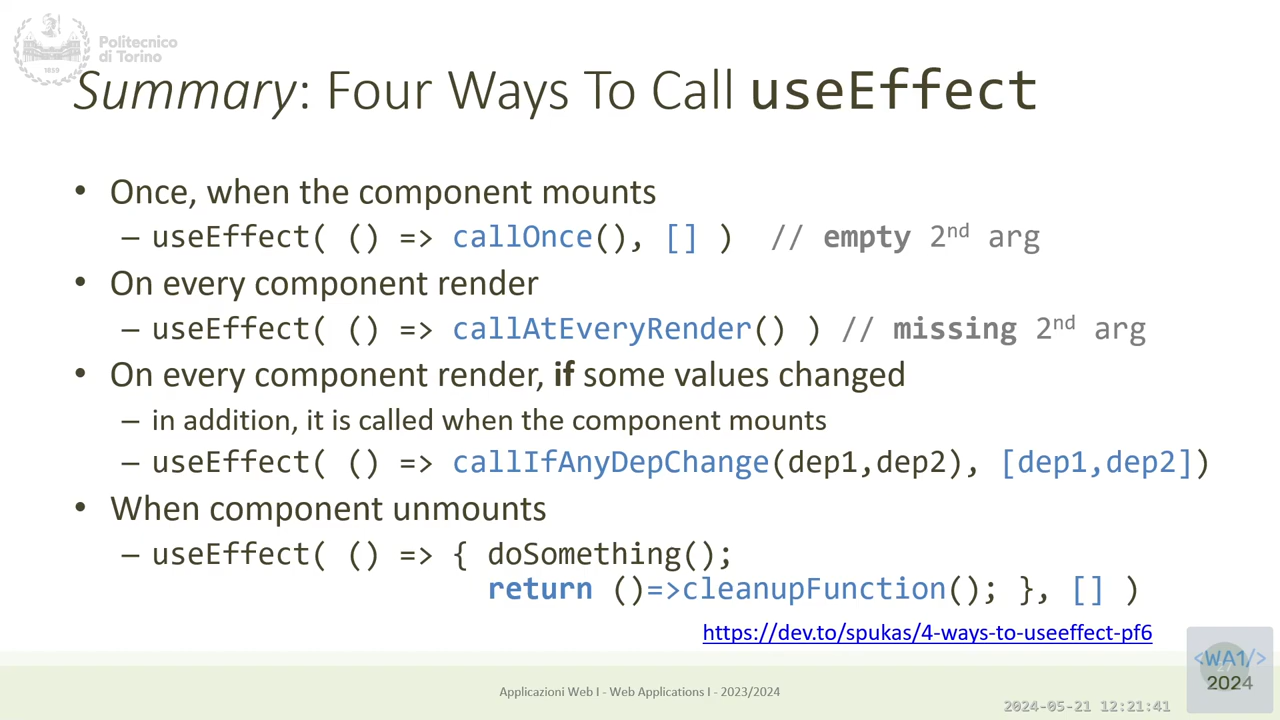 Politecnico
di Torino
1859
Summary: Four Ways To Call useEffect
• Once, when the component mounts
– useEffect( () => callOnce(), [] ) // empty 2nd arg
• On every component render
– useEffect( () => callAtEveryRender() ) // missing 2nd arg
• On every component render, if some values changed
– in addition, it is called when the component mounts
– useEffect( () => callIfAnyDepChange(dep1,dep2), [dep1,dep2])
• When component unmounts
– useEffect( () => { doSomething();
return ()=>cleanupFunction(); }, [] )
https://dev.to/spukas/4-ways-to-useeffect-pf6
<WA1/>
2024
Applicazioni Web I - Web Applications I - 2023/2024
2024-05-21 12:21:41